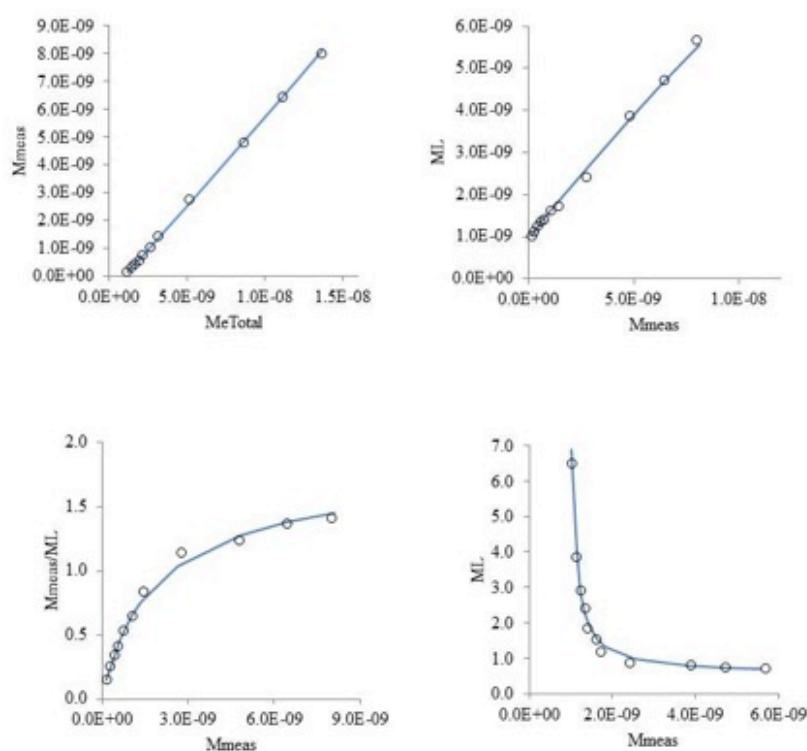 9.0E-09
8.0E-09
7.0E-09
6.0E-09
5.0E-09
4.0E-09
3.0E-09
2.0E-09
1.0E-09
0.0E+00
Mmeas
0.0E+00 5.0E-09 1.0E-08 1.5E-08
MeTotal
6.0E-09
5.0E-09
4.0E-09
3.0E-09
2.0E-09
1.0E-09
0.0E+00
ML
0.0E+00 5.0E-09 1.0E-08
Mmeas
2.0
1.5
1.0
0.5
0.0
Mmeas/ML
0.0E+00 3.0E-09 6.0E-09 9.0E-09
Mmeas
7.0
6.0
5.0
4.0
3.0
2.0
1.0
0.0
ML
0.0E+00 2.0E-09 4.0E-09 6.0E-09
Mmeas